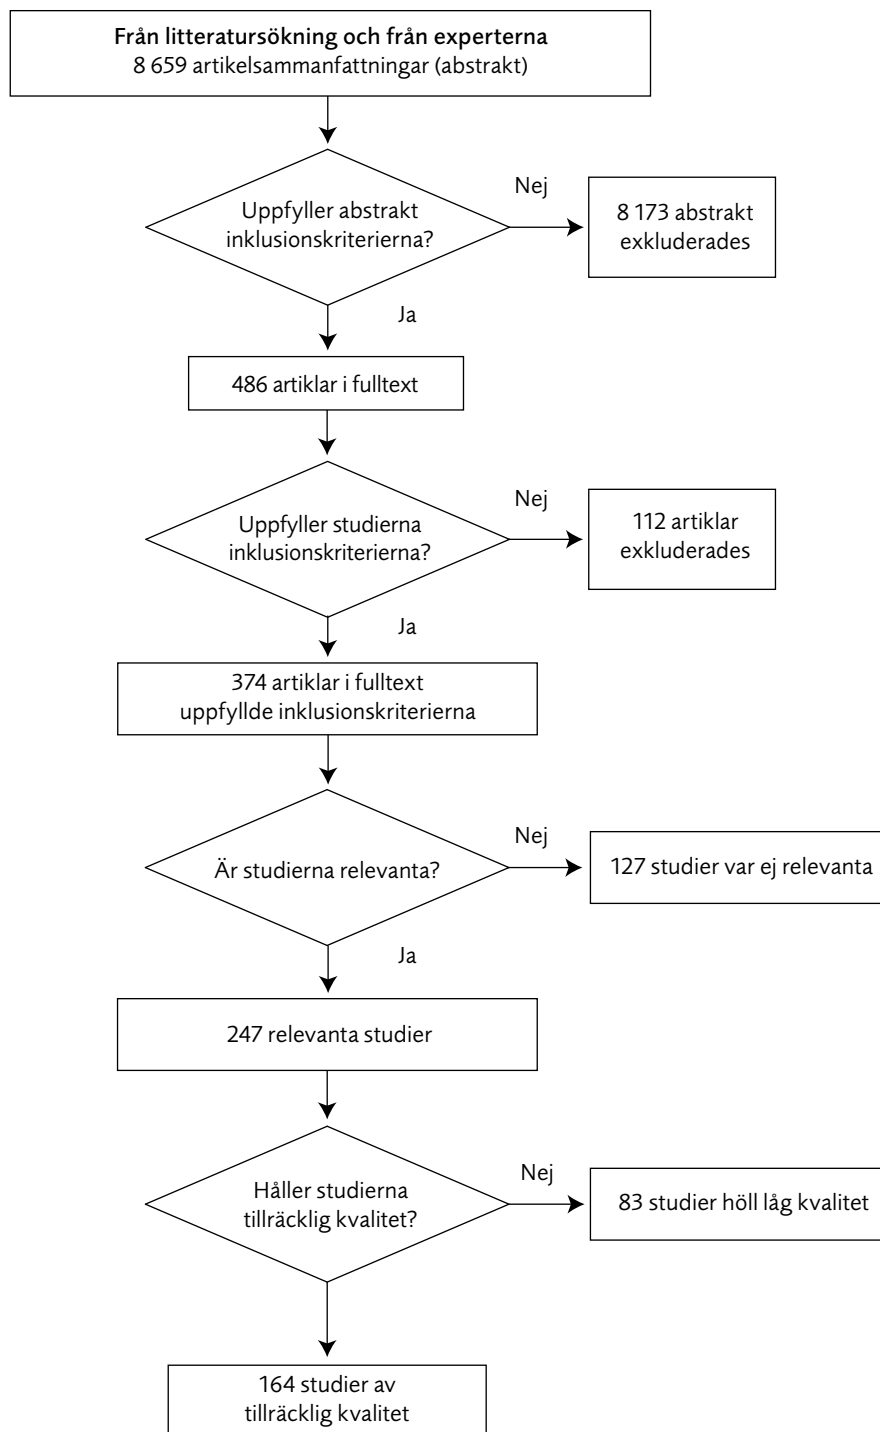 Från litteratursökning och från experterna
8 659 artikelsammanfattningar (abstrakt)
Uppfyller abstrakt
inklusionskriterierna?
Nej
8 173 abstrakt
exkluderades
Ja
486 artiklar i fulltext
Uppfyller studierna
inklusionskriterierna?
Nej
112 artiklar
exkluderades
Ja
374 artiklar i fulltext
uppfyllde inklusionskriterierna
Är studierna relevanta?
Nej
127 studier var ej relevanta
Ja
247 relevanta studier
Håller studierna
tillräcklig kvalitet?
Nej
83 studier höll låg kvalitet
164 studier av
tillräcklig kvalitet